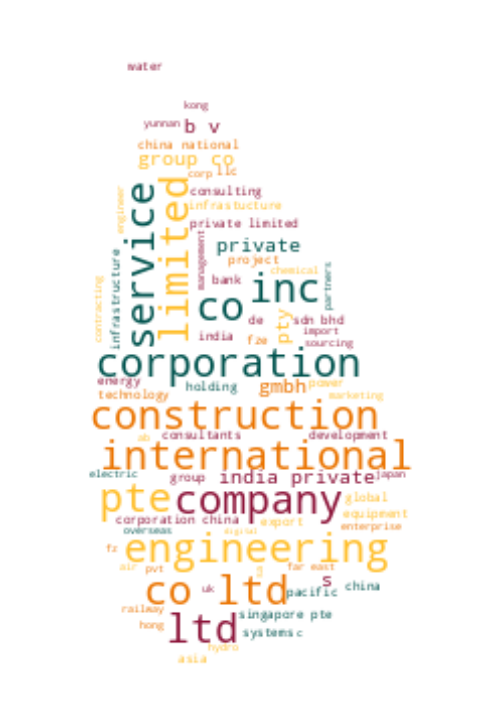 water
kong
yunnan b v
china national
group co
corp llc
engineer
service
limited
consulting
infrastucture
private limited
management
private
project
chemical
bank
inc
partners
infrastructure
contracting
co
de
pty
sdn bhd
import
india
fze
sourcing
corporation
energy
holding
gmbh
power
technology
marketing
construction
ab
consultants
development
international
electric
group
india private
japan
pte
company
global
equipment
corporation china
export
enterprise
overseas
digital
engineering
fz
air
pvt
far east
s
co ltd
uk
pacific
china
railway
hong
ltd
singapore pte
systems
c
hydro
asia